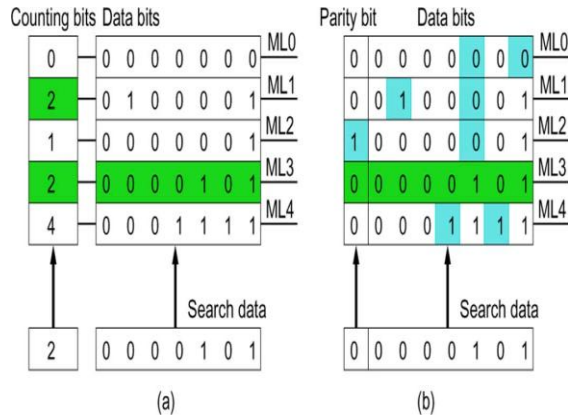 Counting bits Data bits
0 0 0 0 0 0 0 0 ML0
2 0 1 0 0 0 0 1 ML1
1 0 0 0 0 0 0 1 ML2
2 0 0 0 0 1 0 1 ML3
4 0 0 0 1 1 1 1 ML4
Search data
2 0 0 0 0 1 0 1
(a)
Parity bit Data bits
0 0 0 0 0 0 0 0 ML0
0 0 1 0 0 0 0 1 ML1
1 0 0 0 0 0 0 1 ML2
0 0 0 0 0 1 0 1 ML3
0 0 0 0 1 1 1 1 ML4
Search data
0 0 0 0 0 1 0 1
(b)